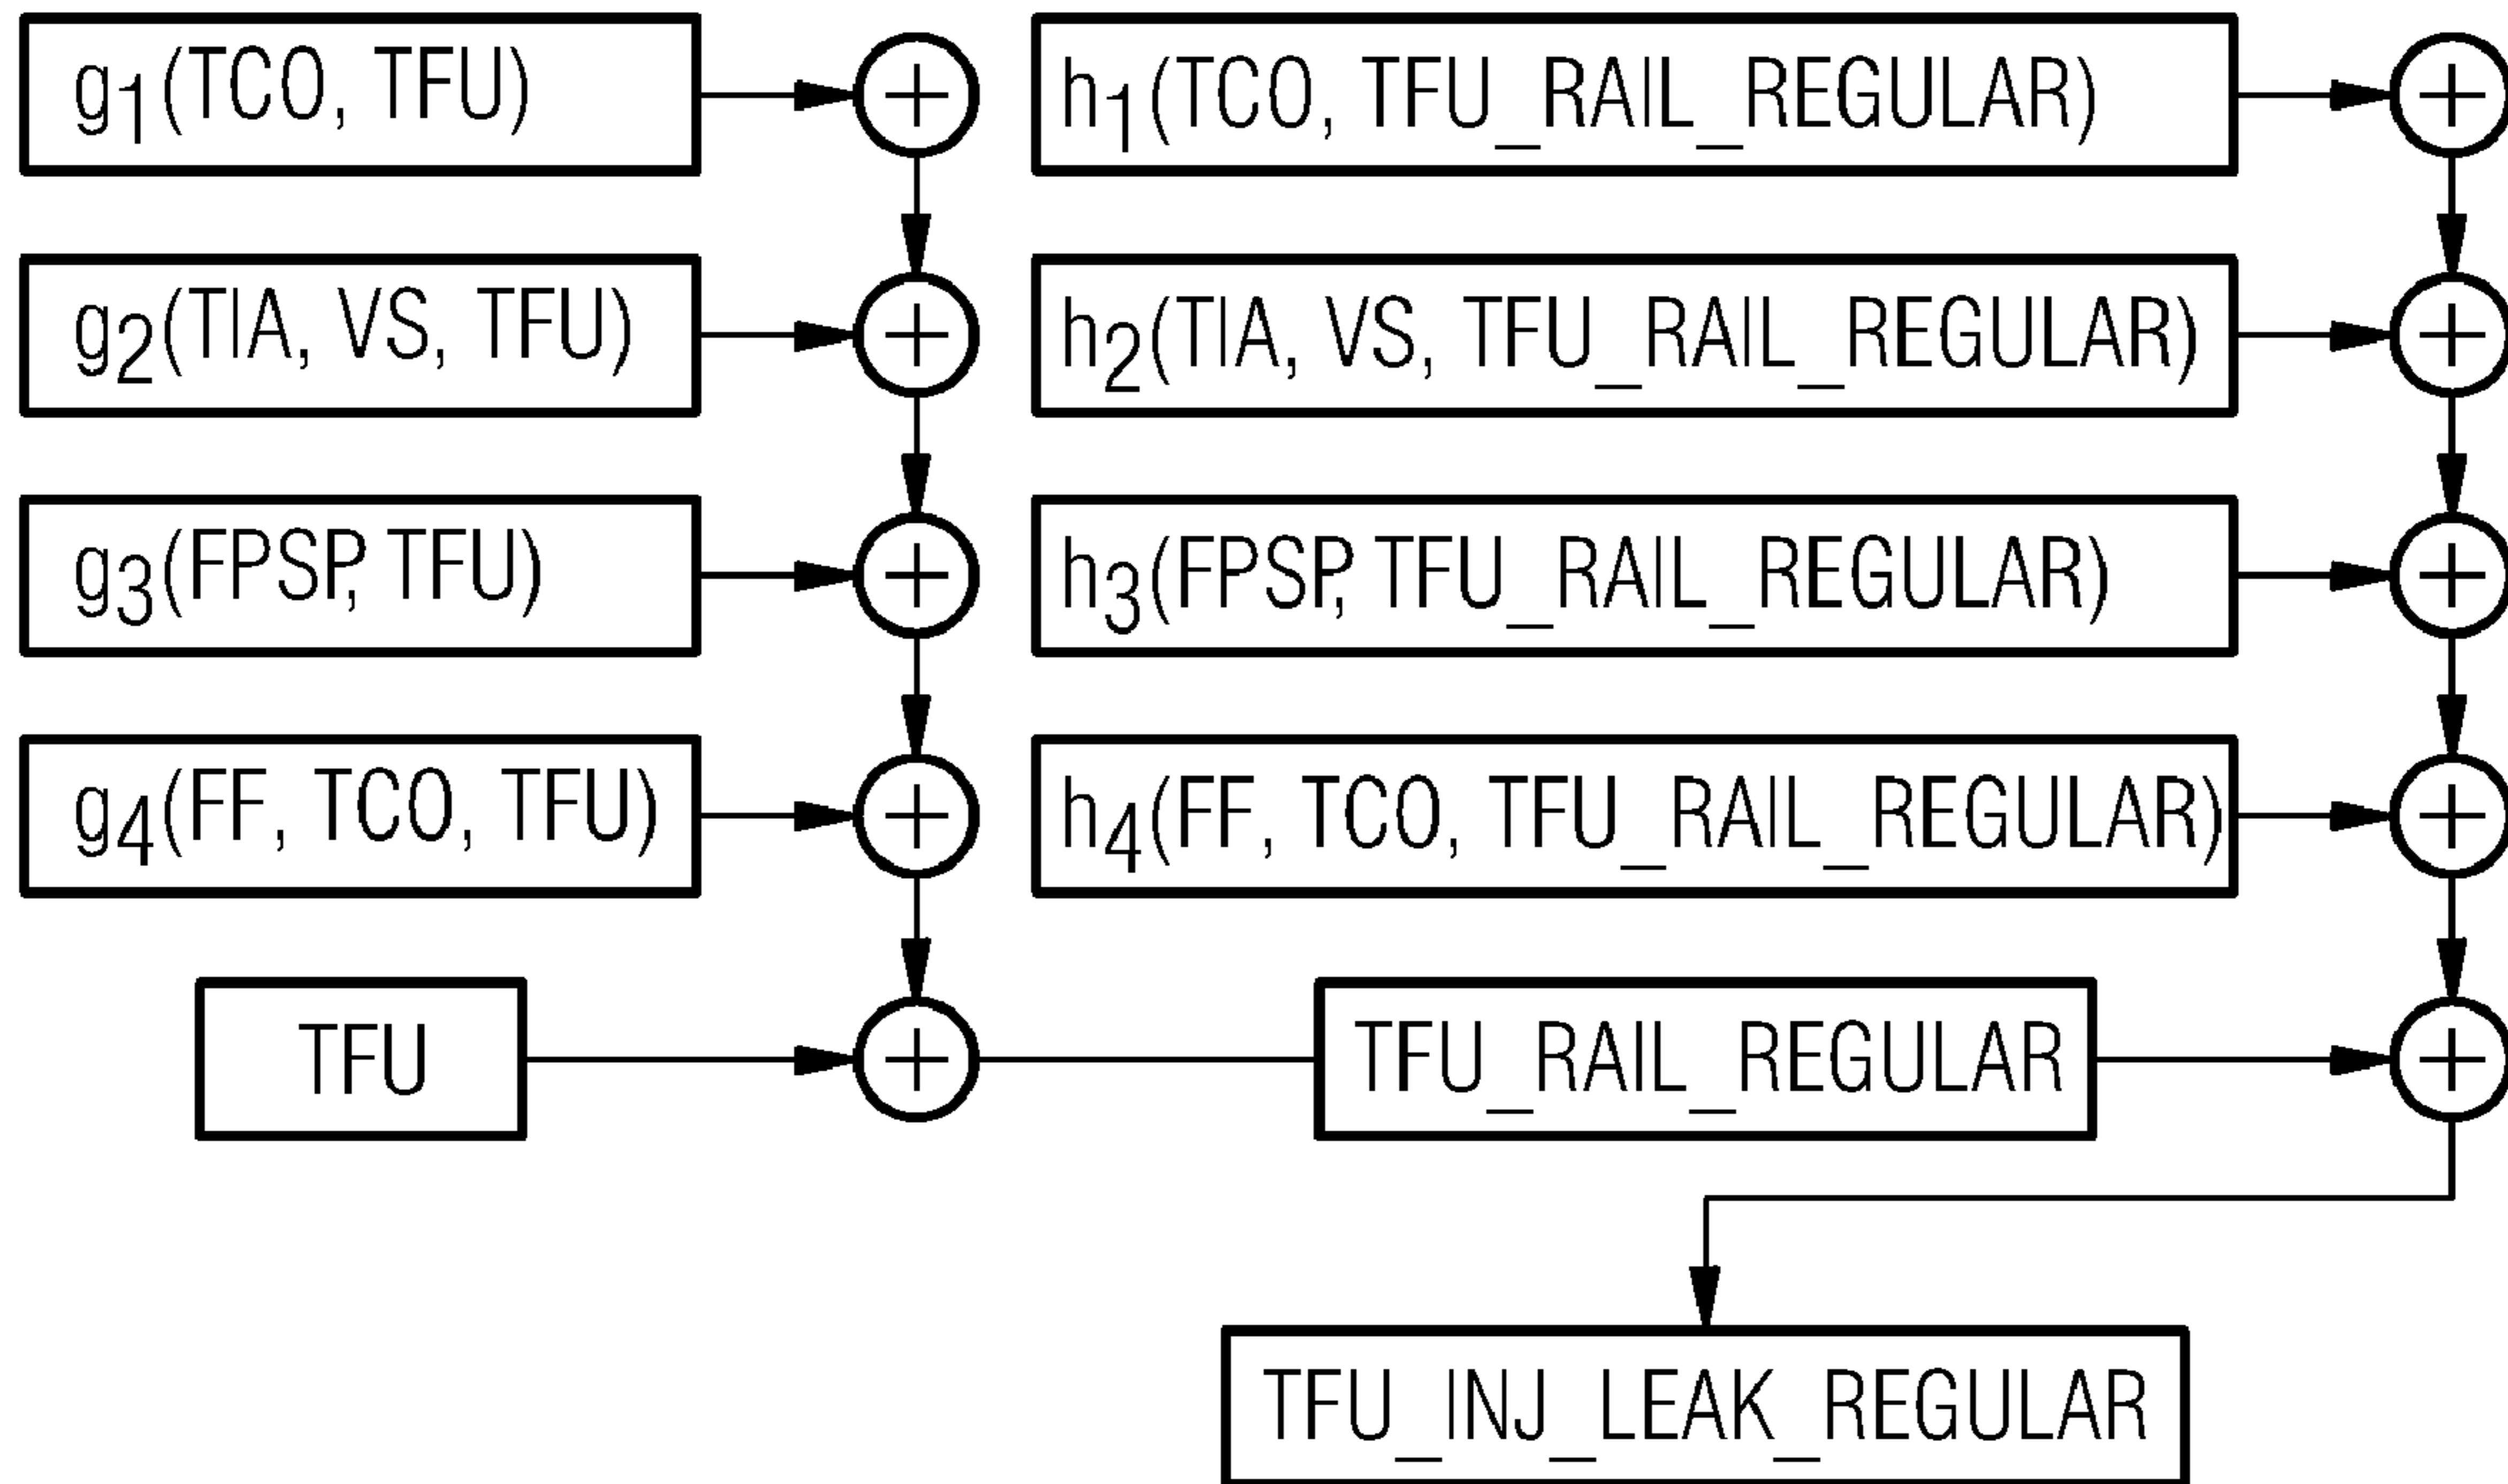 g1(TCO, TFU)
h1(TCO, TFU_RAIL_REGULAR)
g2(TIA, VS, TFU)
h2(TIA, VS, TFU_RAIL_REGULAR)
g3(FPSP, TFU)
h3(FPSP, TFU_RAIL_REGULAR)
g4(FF, TCO, TFU)
h4(FF, TCO, TFU_RAIL_REGULAR)
TFU
TFU_RAIL_REGULAR
TFU_INJ_LEAK_REGULAR